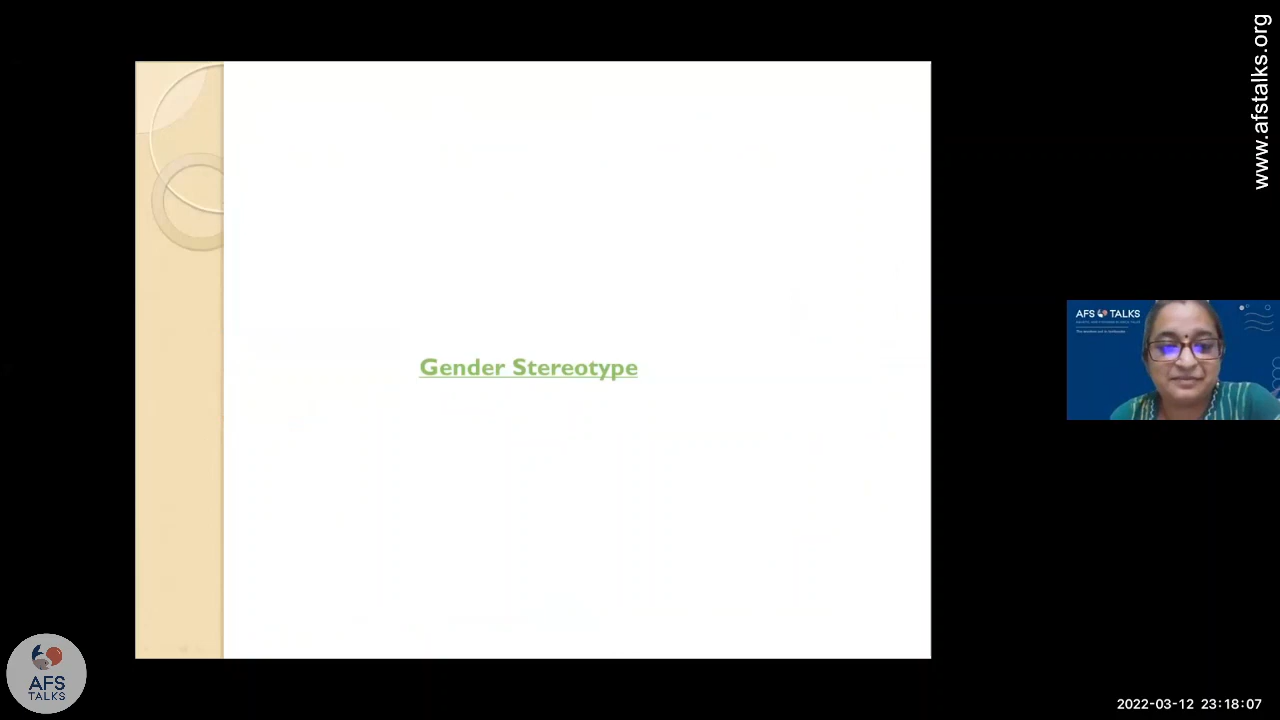 www.afstalks.org
Gender Stereotype
AFS TALKS
AFS
TALKS
2022-03-12 23:18:07